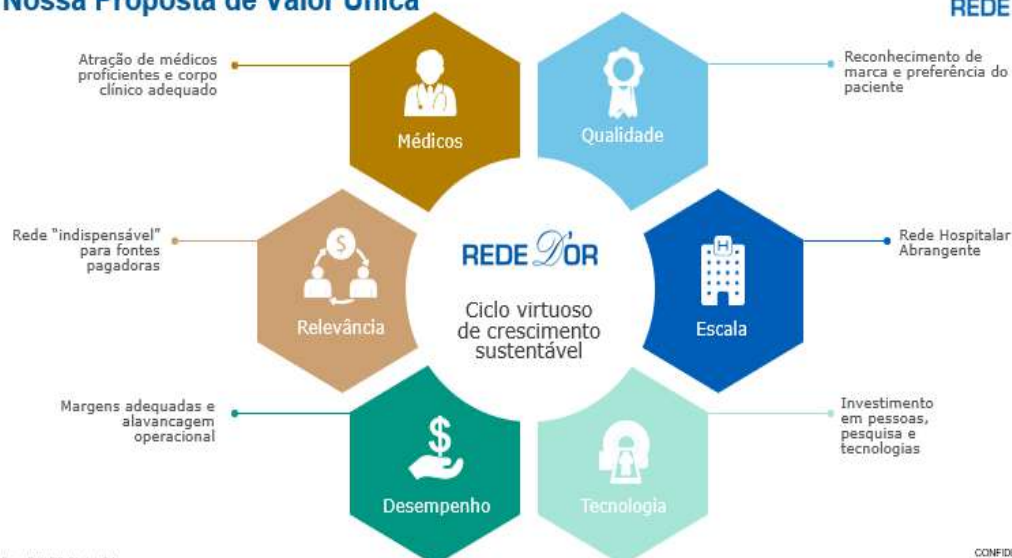 Nossa Proposta de Valor Única
REDE
Atração de médicos
proficientes e corpo
clínico adequado
Médicos
Qualidade
Reconhecimento de
marca e preferência do
paciente
Rede "indispensável"
para fontes
pagadoras
Relevância
REDE D'OR
Ciclo virtuoso
de crescimento
sustentável
Escala
Rede Hospitalar
Abrangente
Margens adequadas e
alavancagem
operacional
Desempenho
Tecnologia
Investimento
em pessoas,
pesquisa e
tecnologias
CONFID